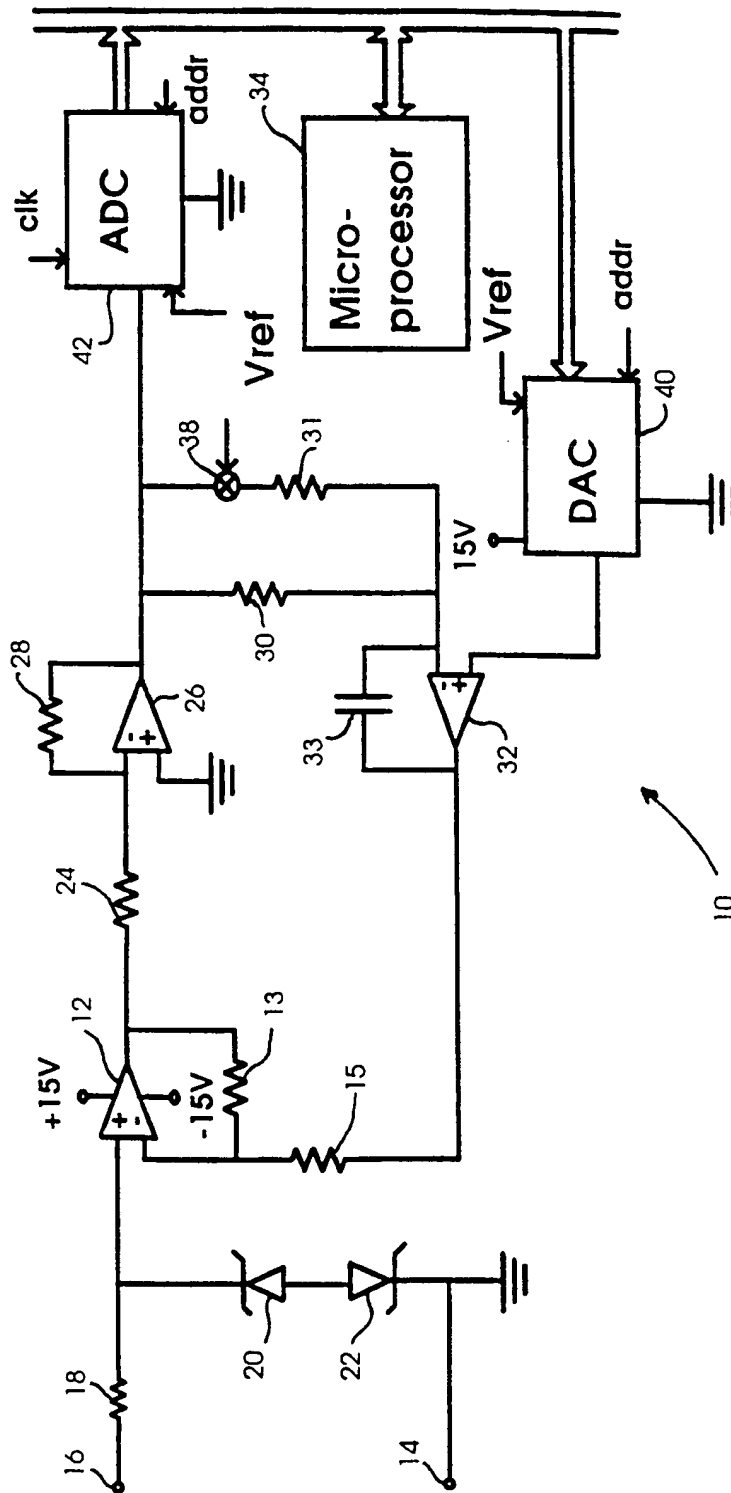 16
18
14
20
22
+15V
12
+
-
-15V
13
15
24
28
-
+
26
30
38
31
33
-
+
32
10
42
clk
ADC
addr
Vref
34
Micro-
processor
15V
Vref
DAC
addr
40